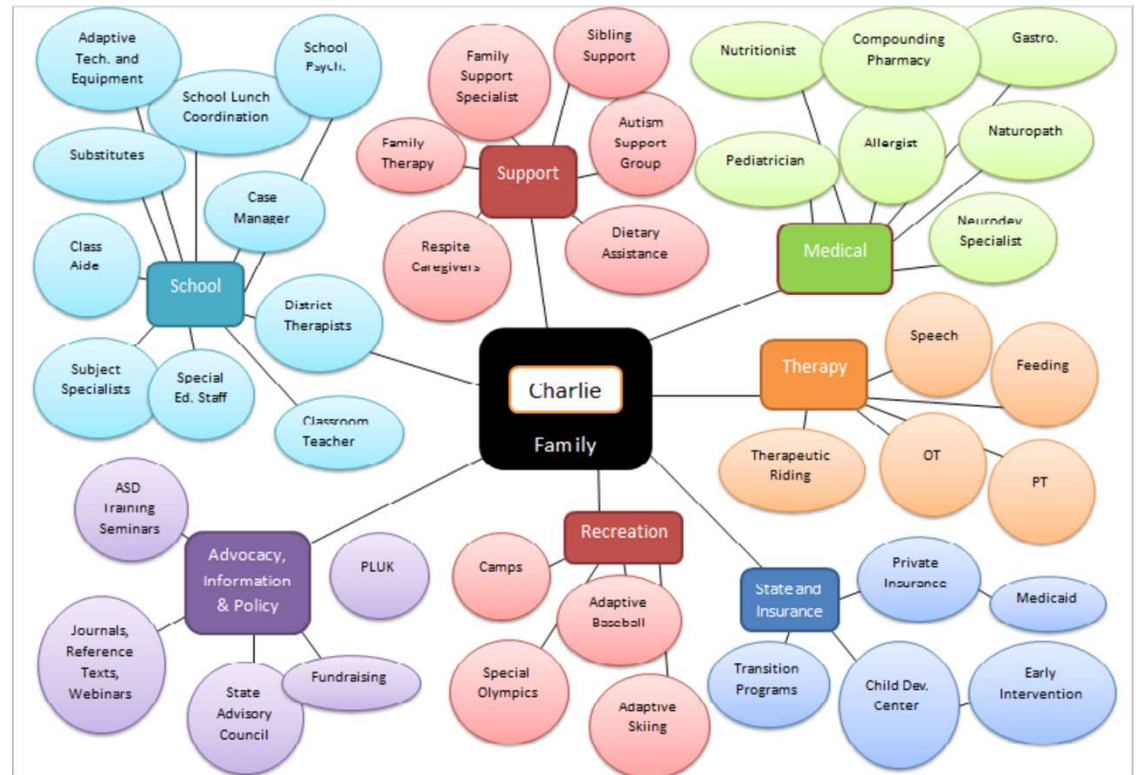 Adaptive
Tech. and
Equipment
School
Psych.
School Lunch
Coordination
Substitutes
Case
Manager
Class
Aide
School
District
Therapists
Subject
Specialists
Special
Ed. Staff
Classroom
Teacher
Family
Support
Specialist
Sibling
Support
Family
Therapy
Support
Autism
Support
Group
Respite
Caregivers
Dietary
Assistance
Nutritionist
Compounding
Pharmacy
Gastro.
Pediatrician
Allergist
Naturopath
Medical
Neurodev
Specialist
Charlie
Family
Therapy
Speech
Feeding
Therapeutic
Riding
OT
PT
ASD
Training
Seminars
Advocacy,
Information
& Policy
PLUK
Journals,
Reference
Texts,
Webinars
State
Advisory
Council
Fundraising
Recreation
Camps
Adaptive
Baseball
Special
Olympics
Adaptive
Skiing
State and
Insurance
Private
Insurance
Medicaid
Transition
Programs
Child Dev.
Center
Early
Intervention